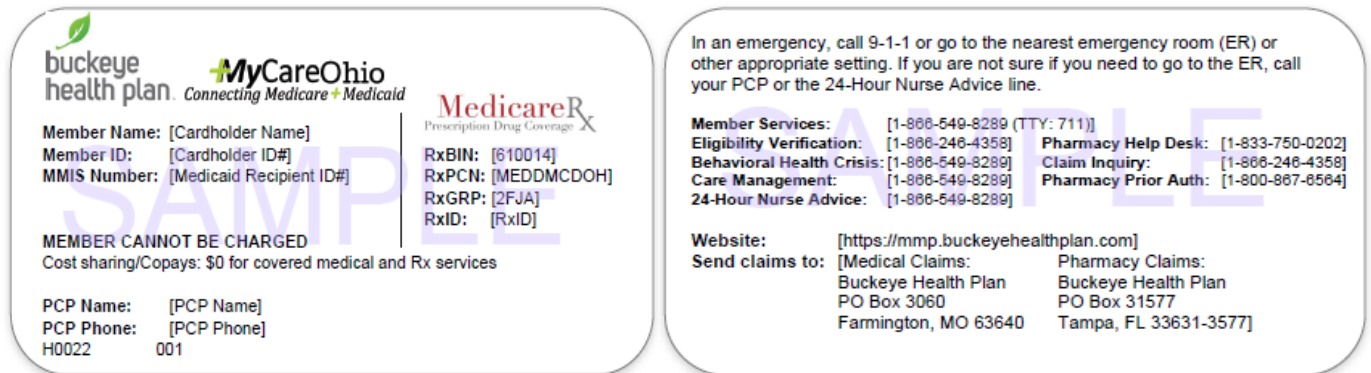 buckeye
health plan.
MyCareOhio
Connecting Medicare + Medicaid
MedicareRx
Prescription Drug Coverage
Member Name: [Cardholder Name]
Member ID: [Cardholder ID#]
MMIS Number: [Medicaid Recipient ID#]
RxBIN: [610014]
RxPCN: [MEDDMCDOH]
RxGRP: [2FJA]
RxID: [RxID]
MEMBER CANNOT BE CHARGED
Cost sharing/Copays: $0 for covered medical and Rx services
PCP Name: [PCP Name]
PCP Phone: [PCP Phone]
H0022 001
SAMPLE
In an emergency, call 9-1-1 or go to the nearest emergency room (ER) or
other appropriate setting. If you are not sure if you need to go to the ER, call
your PCP or the 24-Hour Nurse Advice line.
Member Services: [1-866-549-8289 (TTY: 711)]
Eligibility Verification: [1-866-246-4358] Pharmacy Help Desk: [1-833-750-0202]
Behavioral Health Crisis: [1-866-549-8289] Claim Inquiry: [1-866-246-4358]
Care Management: [1-866-549-8289] Pharmacy Prior Auth: [1-800-867-6564]
24-Hour Nurse Advice: [1-866-549-8289]
Website: [https://mmp.buckeyehealthplan.com]
Send claims to: [Medical Claims: Pharmacy Claims:
Buckeye Health Plan Buckeye Health Plan
PO Box 3060 PO Box 31577
Farmington, MO 63640 Tampa, FL 33631-3577]
SAMPLE